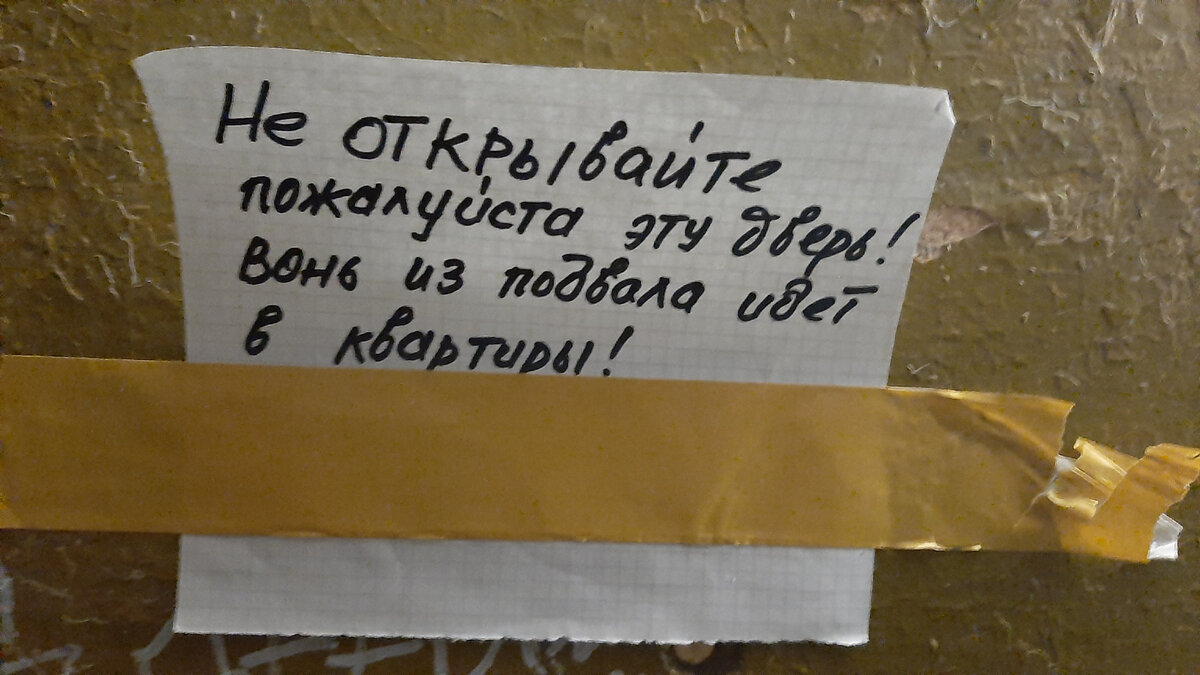 Не открывайте
пожалуйста эту дверь!
Вонь из подвала идет
в квартиры!